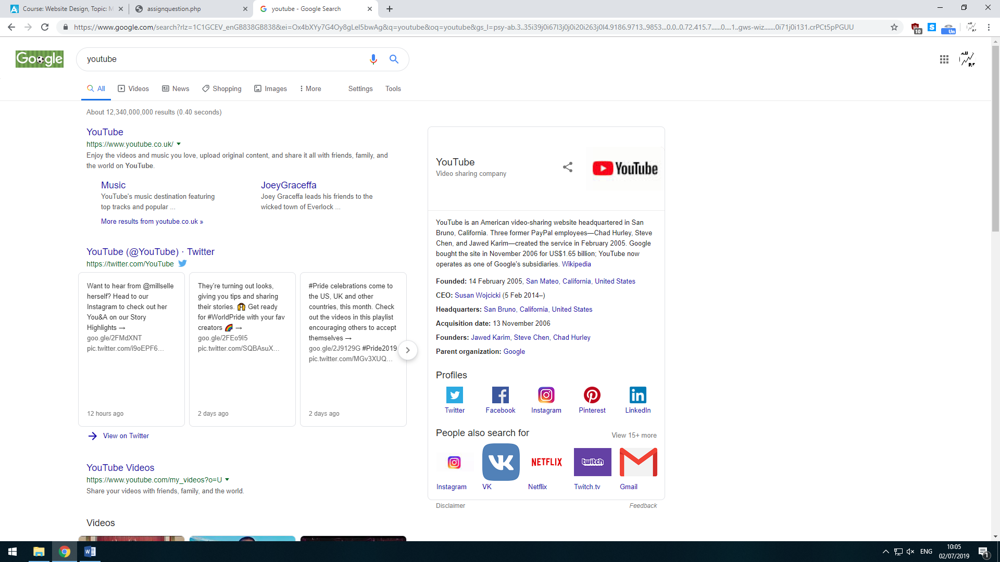 Course: Website Design, Topic: M
assignquestion.php
youtube - Google Search
https://www.google.com/search?rlz=1C1GCEV_enGB838GB838&ei=Ox4bXYy7G4Oy8gLeI5bwAg&q=youtube&oq=youtube&gs_l=psy-ab.3..35i39j0i67l3j0j0i20i263j0l4.9186.9713..9853...0.0..0.72.415.7......0....1..gws-wiz.......0i71j0i131.crPCt5pPGUU
10
Un
Google
youtube
All
Videos
News
Shopping
Images
More
Settings
Tools
About 12,340,000,000 results (0.40 seconds)
YouTube
https://www.youtube.co.uk/
Enjoy the videos and music you love, upload original content, and share it all with friends, family, and
the world on YouTube.
Music
YouTube's music destination featuring
top tracks and popular ...
JoeyGraceffa
Joey Graceffa leads his friends to the
wicked town of Everlock ...
More results from youtube.co.uk »
YouTube (@YouTube) · Twitter
https://twitter.com/YouTube
Want to hear from @millselle
herself? Head to our
Instagram to check out her
You&A on our Story
Highlights →
goo.gle/2FMdXNT
pic.twitter.com/i9oEPF6…
12 hours ago
They're turning out looks,
giving you tips and sharing
their stories. 👯 Get ready
for #WorldPride with your fav
creators 🌈 →
goo.gle/2FEo9I5
pic.twitter.com/SQBAsuX…
2 days ago
#Pride celebrations come to
the US, UK and other
countries, this month. Check
out the videos in this playlist
encouraging others to accept
themselves →
goo.gle/2J9129G #Pride2019
pic.twitter.com/MGv3XUQ…
2 days ago
View on Twitter
YouTube Videos
https://www.youtube.com/my_videos?o=U
Share your videos with friends, family, and the world.
Videos
YouTube
Video sharing company
YouTube
YouTube is an American video-sharing website headquartered in San
Bruno, California. Three former PayPal employees—Chad Hurley, Steve
Chen, and Jawed Karim—created the service in February 2005. Google
bought the site in November 2006 for US$1.65 billion; YouTube now
operates as one of Google's subsidiaries. Wikipedia
Founded: 14 February 2005, San Mateo, California, United States
CEO: Susan Wojcicki (5 Feb 2014–)
Headquarters: San Bruno, California, United States
Acquisition date: 13 November 2006
Founders: Jawed Karim, Steve Chen, Chad Hurley
Parent organization: Google
Profiles
Twitter
Facebook
Instagram
Pinterest
LinkedIn
People also search for
View 15+ more
NETFLIX
twitch
Instagram
VK
Netflix
Twitch.tv
Gmail
Disclaimer
Feedback
ENG
10:05
02/07/2019
1